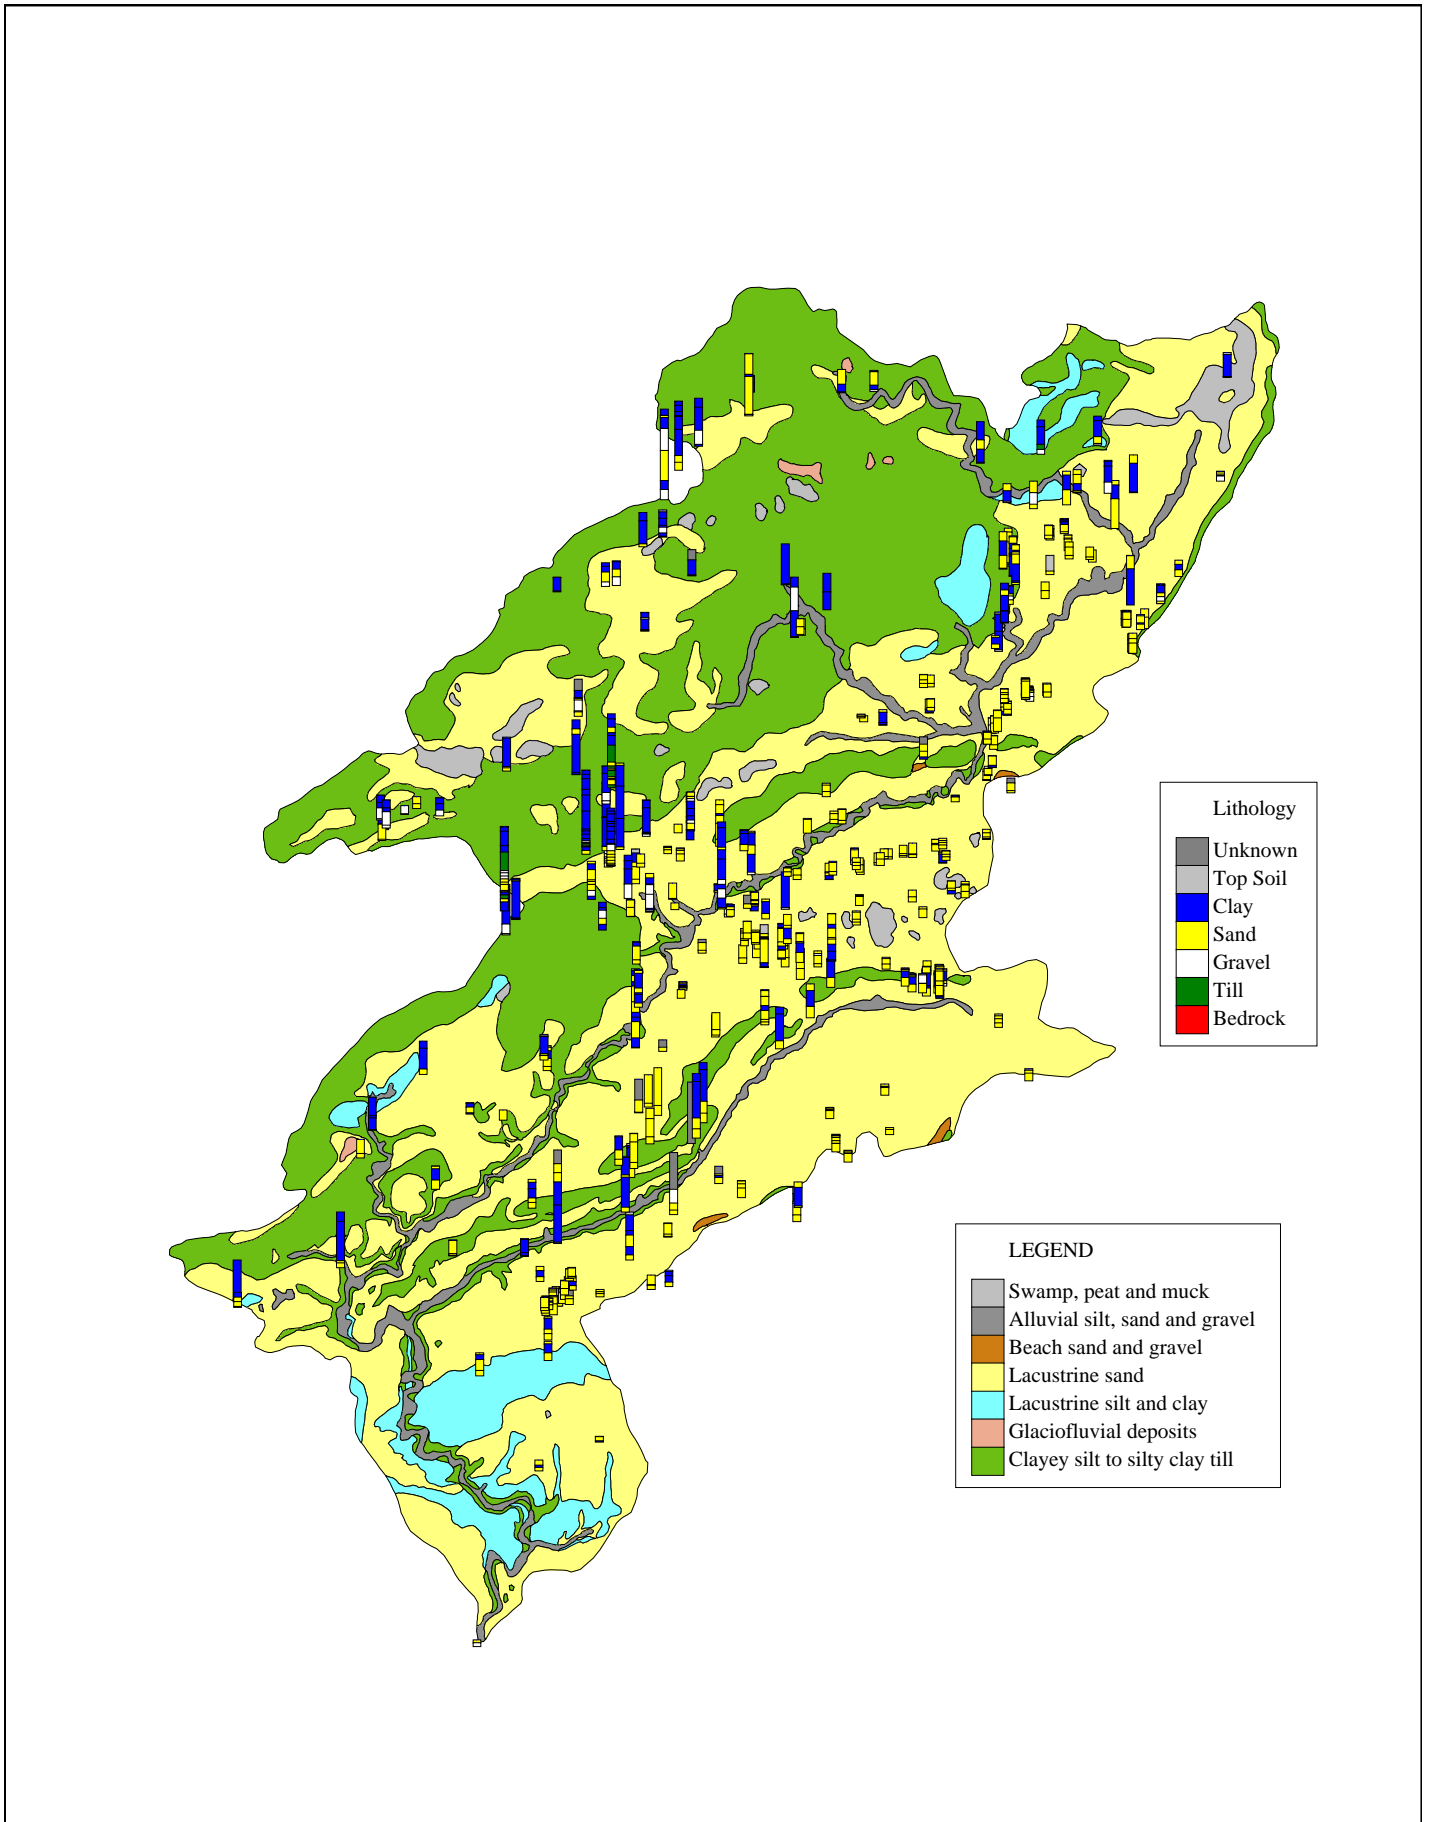 Lithology
Unknown
Top Soil
Clay
Sand
Gravel
Till
Bedrock
LEGEND
Swamp, peat and muck
Alluvial silt, sand and gravel
Beach sand and gravel
Lacustrine sand
Lacustrine silt and clay
Glaciofluvial deposits
Clayey silt to silty clay till